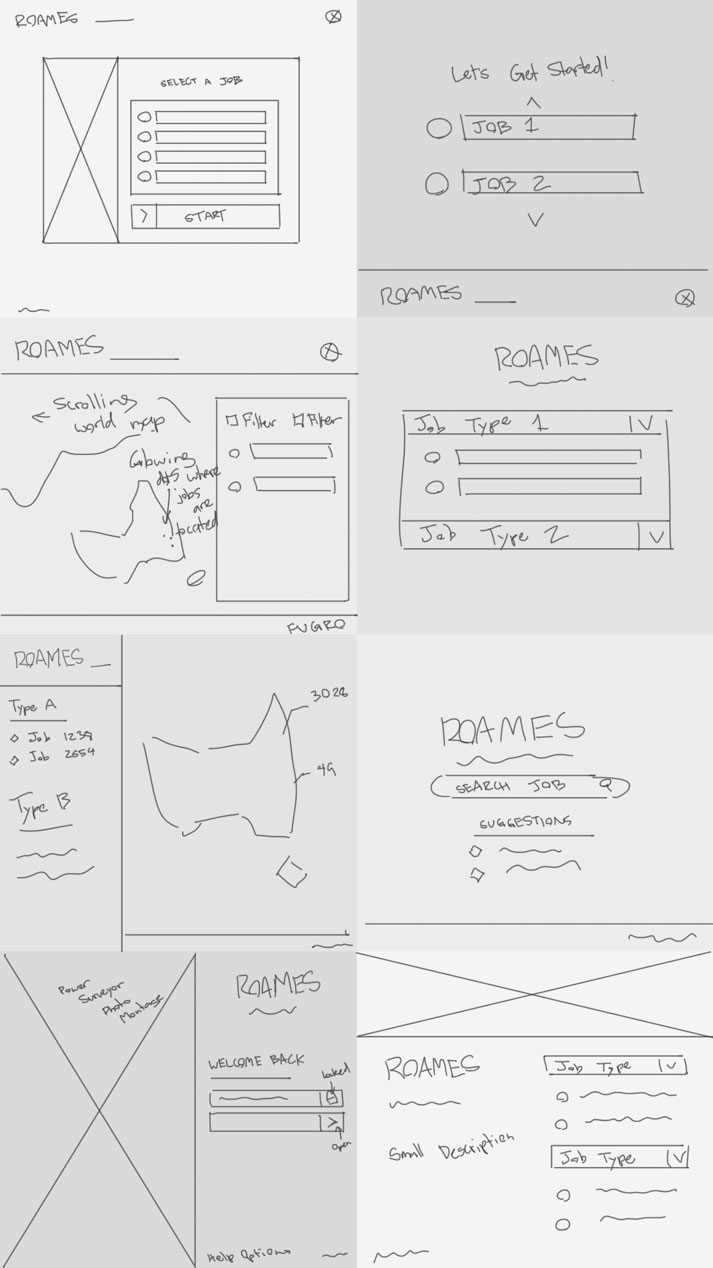 ROAMES
SELECT A JOB
> START
Let's Get Started!
JOB 1
JOB 2
ROAMES
ROAMES
Scrolling
world map
Glowing
dots where
jobs
are
located
Filter Filter
FUGRO
ROAMES
Job Type 1
Job Type 2
ROAMES
Type A
Job 1239
Job 2654
Type B
3028
49
ROAMES
SEARCH JOB
SUGGESTIONS
Power
Surveyor
Photo
Montage
ROAMES
WELCOME BACK
Locked
>
Open
Help Options
ROAMES
Small Description
Job Type
Job Type